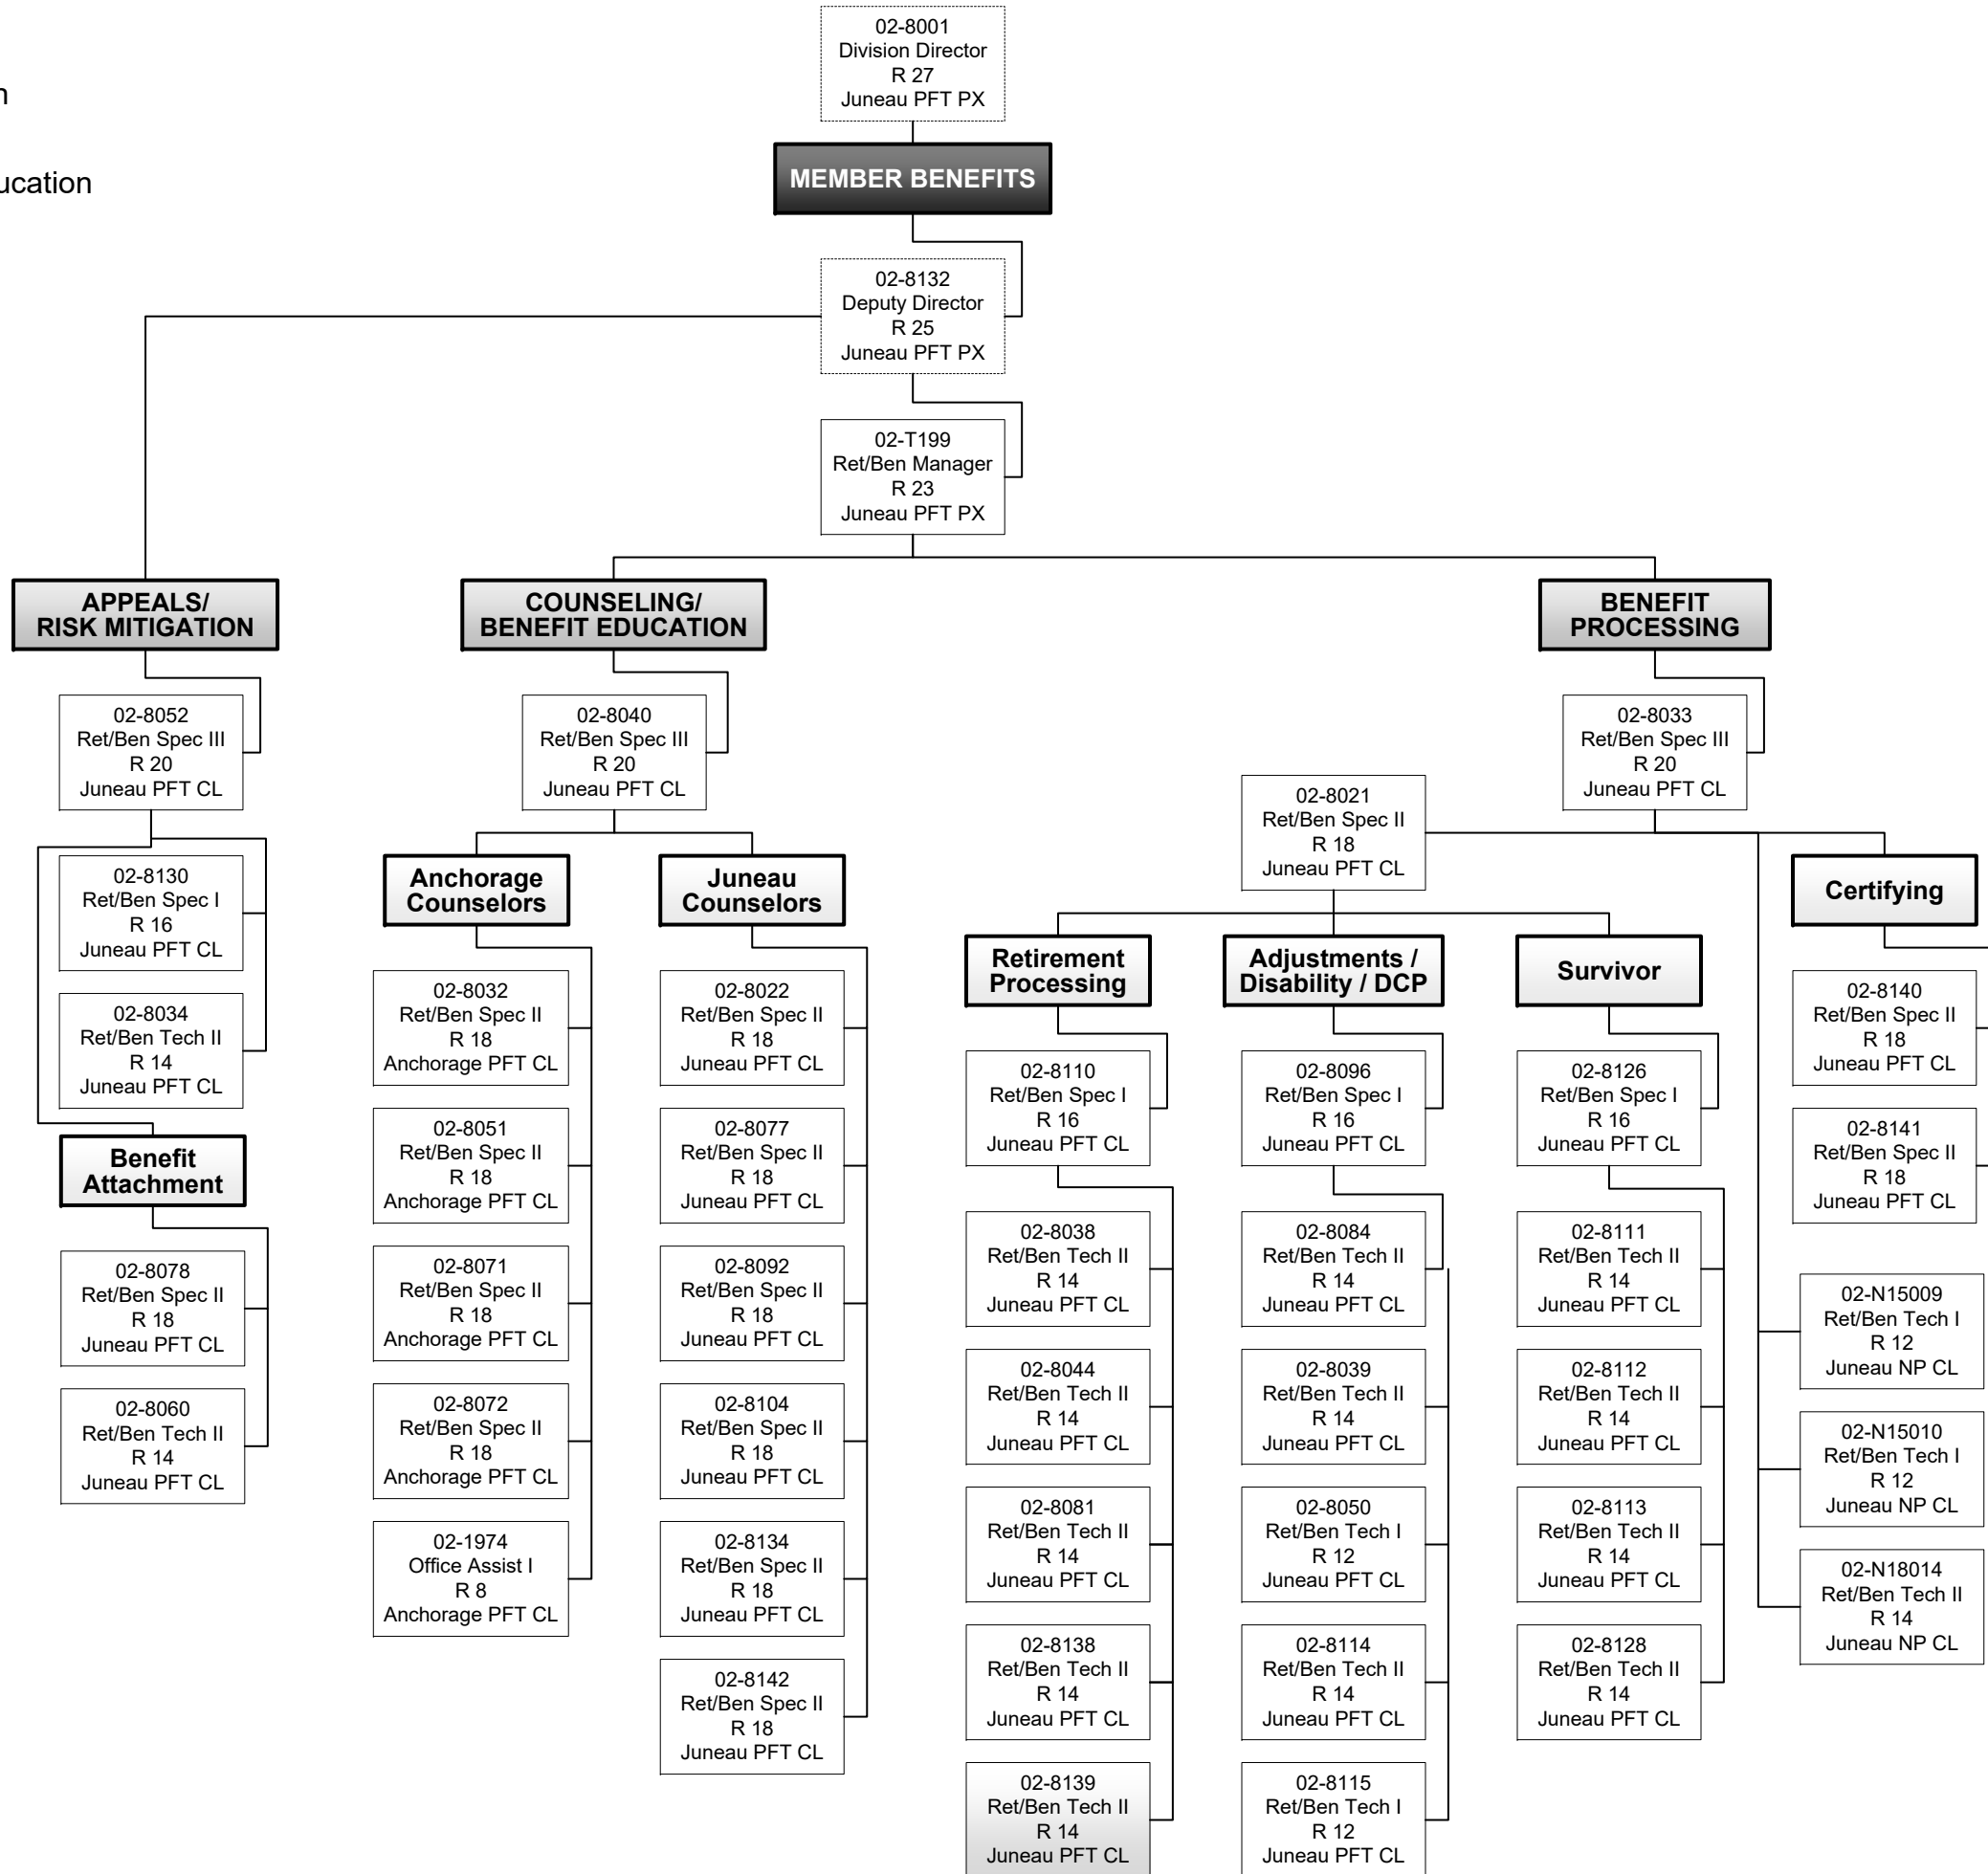 n
ucation
02-8001
Division Director
R 27
Juneau PFT PX
MEMBER BENEFITS
02-8132
Deputy Director
R 25
Juneau PFT PX
02-T199
Ret/Ben Manager
R 23
Juneau PFT PX
APPEALS/
RISK MITIGATION
02-8052
Ret/Ben Spec III
R 20
Juneau PFT CL
02-8130
Ret/Ben Spec I
R 16
Juneau PFT CL
02-8034
Ret/Ben Tech II
R 14
Juneau PFT CL
Benefit
Attachment
02-8078
Ret/Ben Spec II
R 18
Juneau PFT CL
02-8060
Ret/Ben Tech II
R 14
Juneau PFT CL
COUNSELING/
BENEFIT EDUCATION
02-8040
Ret/Ben Spec III
R 20
Juneau PFT CL
Anchorage
Counselors
02-8032
Ret/Ben Spec II
R 18
Anchorage PFT CL
02-8051
Ret/Ben Spec II
R 18
Anchorage PFT CL
02-8071
Ret/Ben Spec II
R 18
Anchorage PFT CL
02-8072
Ret/Ben Spec II
R 18
Anchorage PFT CL
02-1974
Office Assist I
R 8
Anchorage PFT CL
Juneau
Counselors
02-8022
Ret/Ben Spec II
R 18
Juneau PFT CL
02-8077
Ret/Ben Spec II
R 18
Juneau PFT CL
02-8092
Ret/Ben Spec II
R 18
Juneau PFT CL
02-8104
Ret/Ben Spec II
R 18
Juneau PFT CL
02-8134
Ret/Ben Spec II
R 18
Juneau PFT CL
02-8142
Ret/Ben Spec II
R 18
Juneau PFT CL
BENEFIT
PROCESSING
02-8033
Ret/Ben Spec III
R 20
Juneau PFT CL
02-8021
Ret/Ben Spec II
R 18
Juneau PFT CL
Retirement
Processing
02-8110
Ret/Ben Spec I
R 16
Juneau PFT CL
02-8038
Ret/Ben Tech II
R 14
Juneau PFT CL
02-8044
Ret/Ben Tech II
R 14
Juneau PFT CL
02-8081
Ret/Ben Tech II
R 14
Juneau PFT CL
02-8138
Ret/Ben Tech II
R 14
Juneau PFT CL
02-8139
Ret/Ben Tech II
R 14
Juneau PFT CL
Adjustments /
Disability / DCP
02-8096
Ret/Ben Spec I
R 16
Juneau PFT CL
02-8084
Ret/Ben Tech II
R 14
Juneau PFT CL
02-8039
Ret/Ben Tech II
R 14
Juneau PFT CL
02-8050
Ret/Ben Tech I
R 12
Juneau PFT CL
02-8114
Ret/Ben Tech II
R 14
Juneau PFT CL
02-8115
Ret/Ben Tech I
R 12
Juneau PFT CL
Survivor
02-8126
Ret/Ben Spec I
R 16
Juneau PFT CL
02-8111
Ret/Ben Tech II
R 14
Juneau PFT CL
02-8112
Ret/Ben Tech II
R 14
Juneau PFT CL
02-8113
Ret/Ben Tech II
R 14
Juneau PFT CL
02-8128
Ret/Ben Tech II
R 14
Juneau PFT CL
Certifying
02-8140
Ret/Ben Spec II
R 18
Juneau PFT CL
02-8141
Ret/Ben Spec II
R 18
Juneau PFT CL
02-N15009
Ret/Ben Tech I
R 12
Juneau NP CL
02-N15010
Ret/Ben Tech I
R 12
Juneau NP CL
02-N18014
Ret/Ben Tech II
R 14
Juneau NP CL